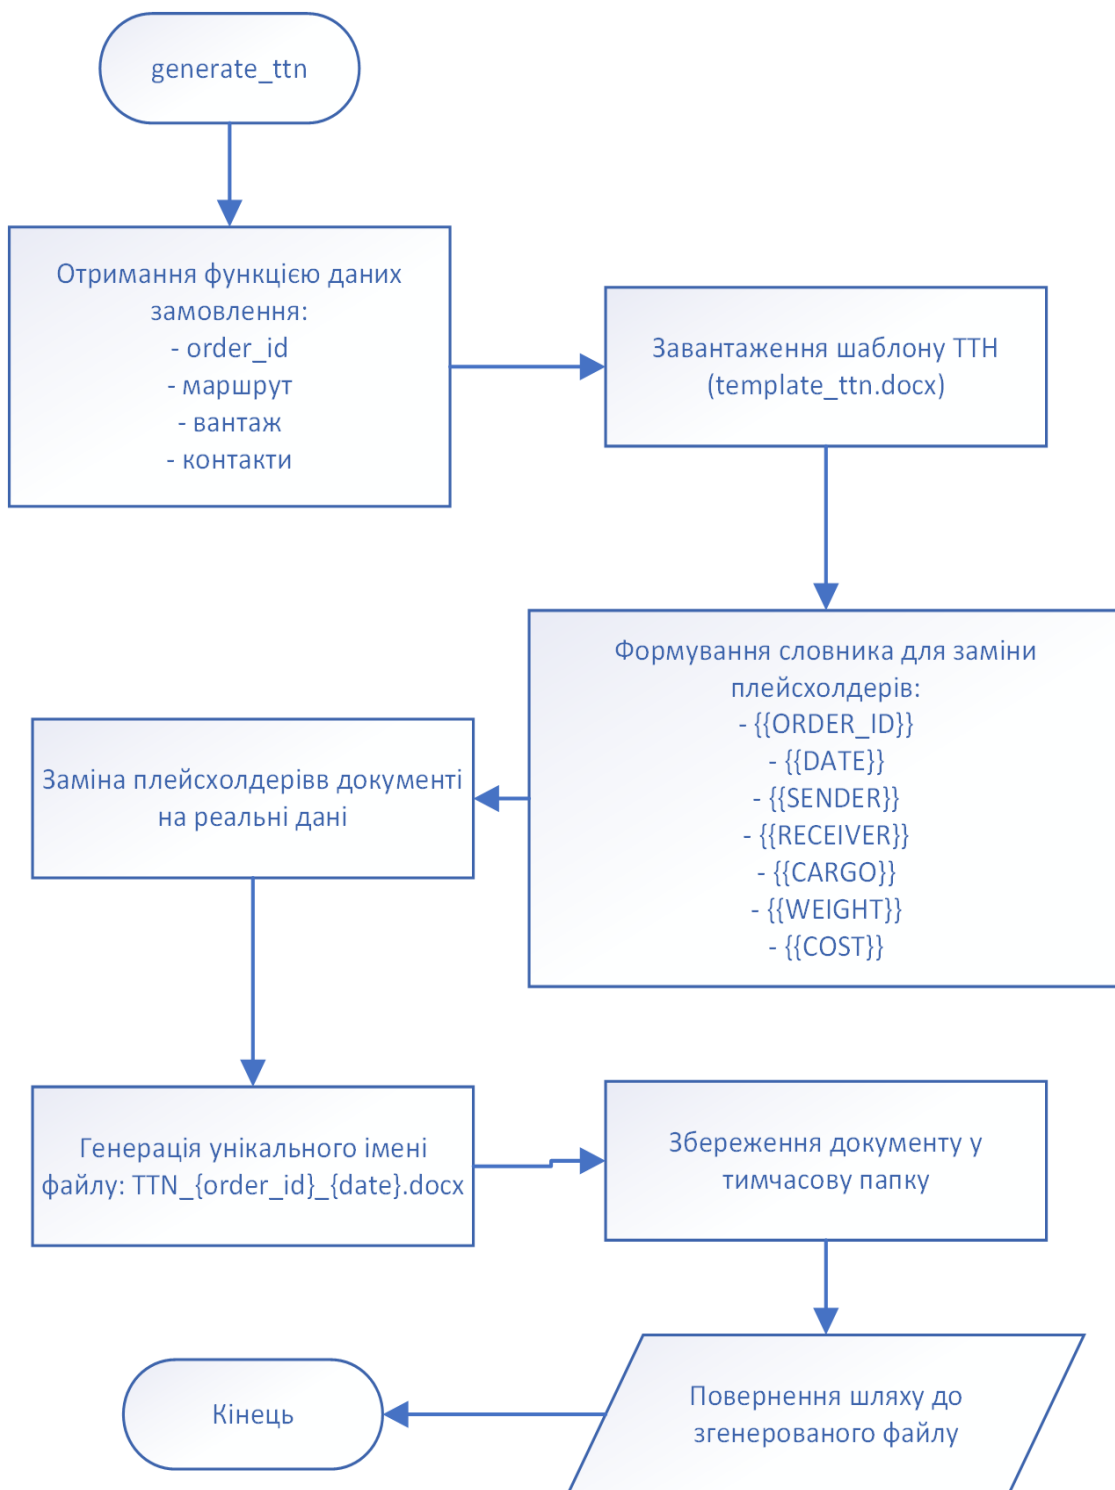 generate_ttn
Отримання функцією даних
замовлення:
- order_id
- маршрут
- вантаж
- контакти
Завантаження шаблону ТТН
(template_ttn.docx)
Формування словника для заміни
плейсхолдерів:
- {{ORDER_ID}}
- {{DATE}}
- {{SENDER}}
- {{RECEIVER}}
- {{CARGO}}
- {{WEIGHT}}
- {{COST}}
Заміна плейсхолдерівв документі
на реальні дані
Генерація унікального імені
файлу: TTN_{order_id}_{date}.docx
Збереження документу у
тимчасову папку
Повернення шляху до
згенерованого файлу
Кінець